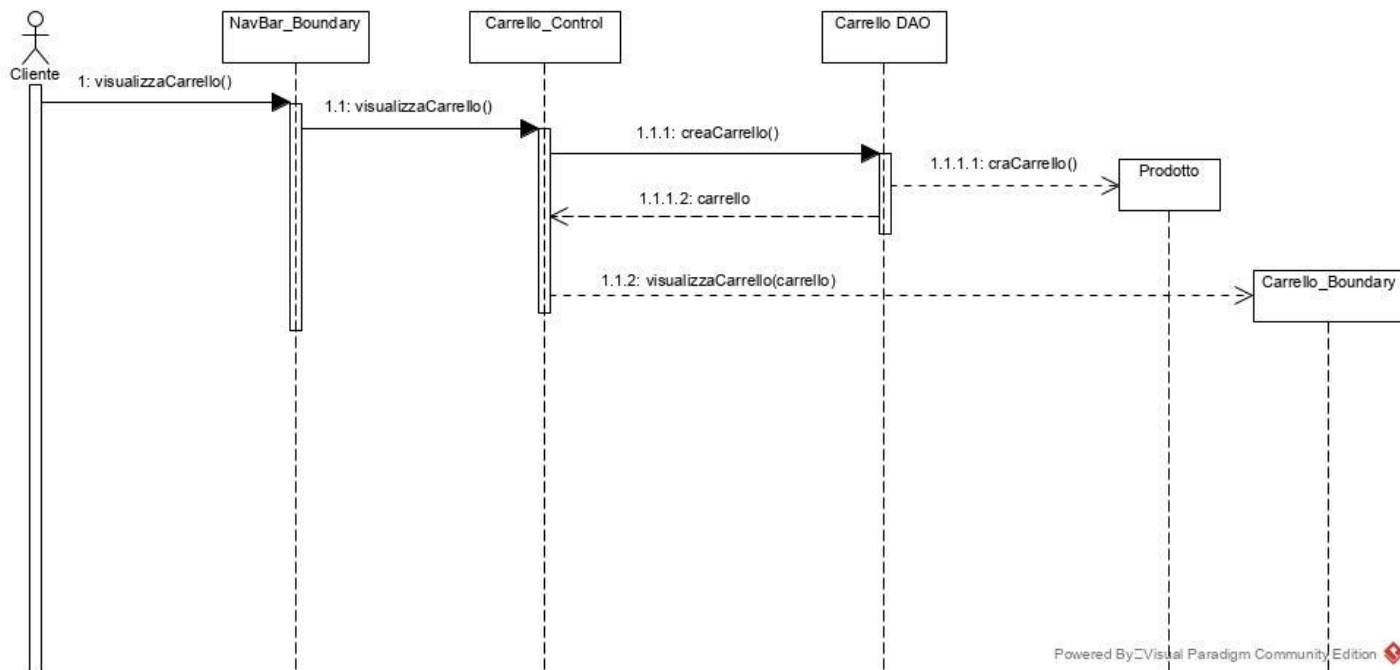 NavBar_Boundary
Carrello_Control
Carrello DAO
Cliente
1: visualizzaCarrello()
1.1: visualizzaCarrello()
1.1.1: creaCarrello()
1.1.1.1: craCarrello()
Prodotto
1.1.1.2: carrello
1.1.2: visualizzaCarrello(carrello)
Carrello_Boundary
Powered By Visual Paradigm Community Edition